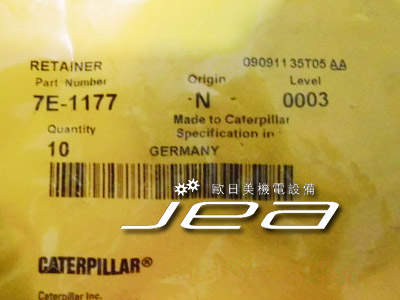 RETAINER
09091135T05 AA
Part Number
Origin
Level
7E-1177
-N-
0003
Made to Caterpillar
Specification in
Quantity
10
GERMANY
歐日美機電設備
jea
CATERPILLAR®
Caterpillar Inc.